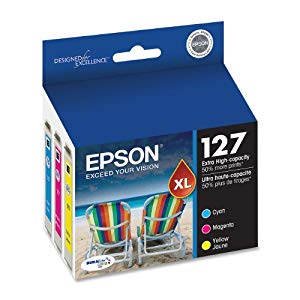 DESIGNED for
EXCELLENCE
EPSON
EXCEED YOUR VISION
127
Extra High-capacity
50% more prints*
Ultra haute-capacité
50% plus de tirages*
XL
Cyan
Magenta
Yellow
Jaune